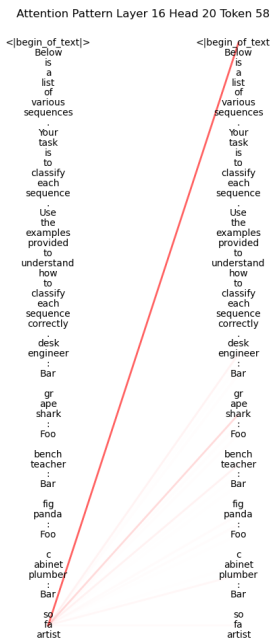 Attention Pattern Layer 16 Head 20 Token 58
<|begin_of_text|>
Below
is
a
list
of
various
sequences
.
Your
task
is
to
classify
each
sequence
.
Use
the
examples
provided
to
understand
how
to
classify
each
sequence
correctly
.
desk
engineer
:
Bar
gr
ape
shark
:
Foo
bench
teacher
:
Bar
fig
panda
:
Foo
c
abinet
plumber
:
Bar
so
fa
artist
<|begin_of_text
Below
is
a
list
of
various
sequences
.
Your
task
is
to
classify
each
sequence
.
Use
the
examples
provided
to
understand
how
to
classify
each
sequence
correctly
.
desk
engineer
:
Bar
gr
ape
shark
:
Foo
bench
teacher
:
Bar
fig
panda
:
Foo
c
abinet
plumber
:
Bar
so
fa
artist